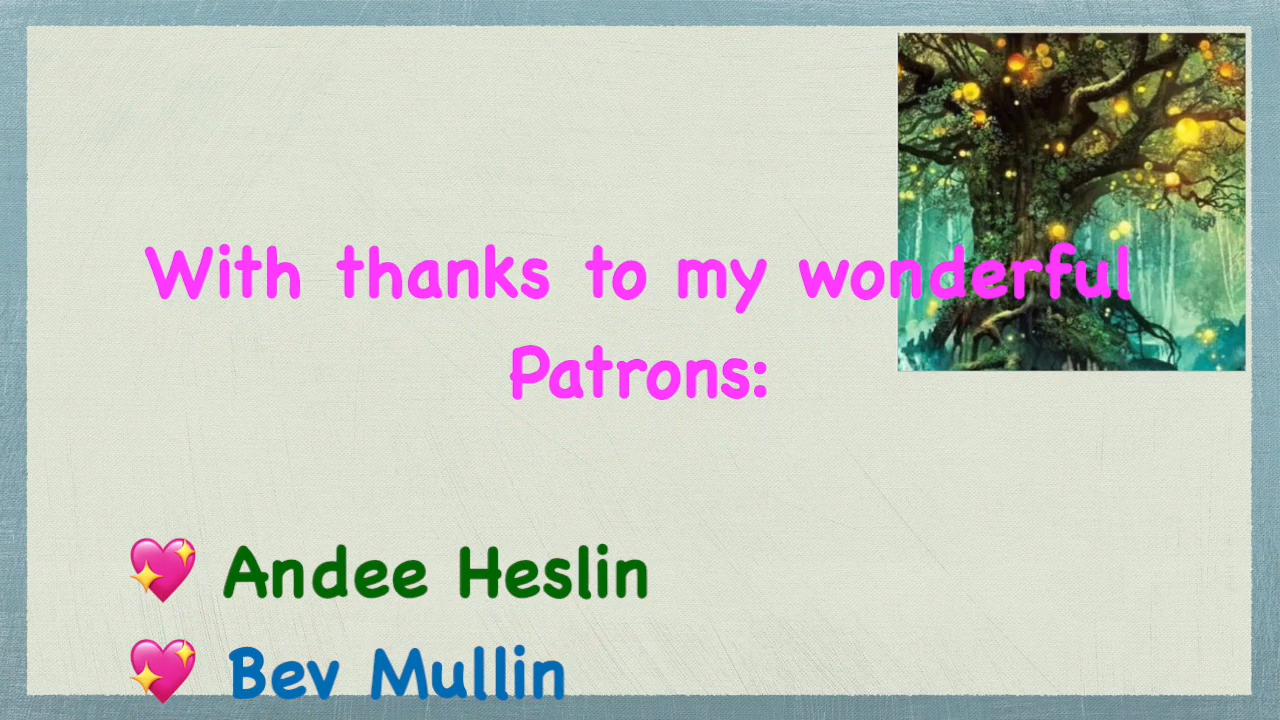 With thanks to my wonderful
Patrons:
💖 Andee Heslin
💖 Bev Mullin